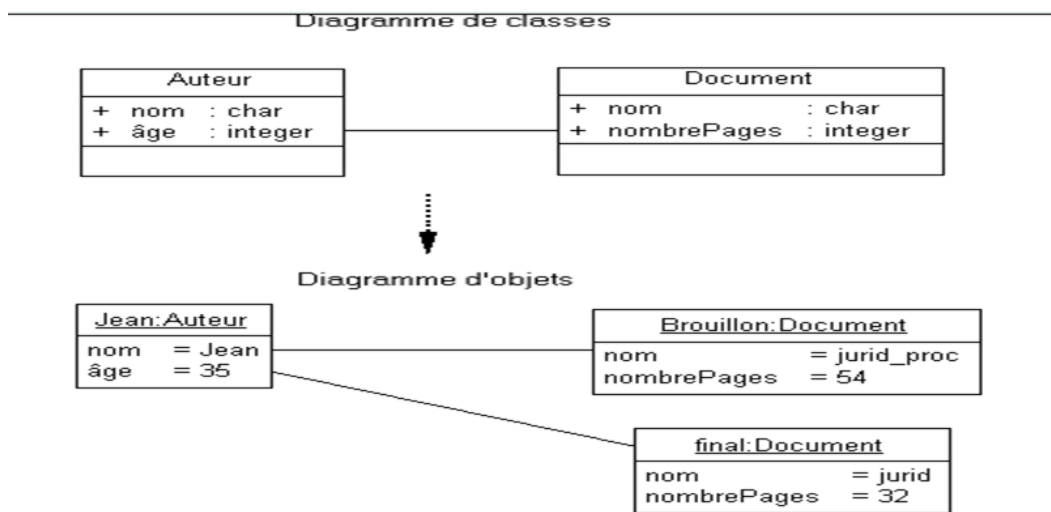 Diagramme de classes
Auteur
+ nom : char
+ âge : integer
Document
+ nom : char
+ nombrePages : integer
Diagramme d'objets
Jean:Auteur
nom = Jean
âge = 35
Brouillon:Document
nom = jurid_proc
nombrePages = 54
final:Document
nom = jurid
nombrePages = 32